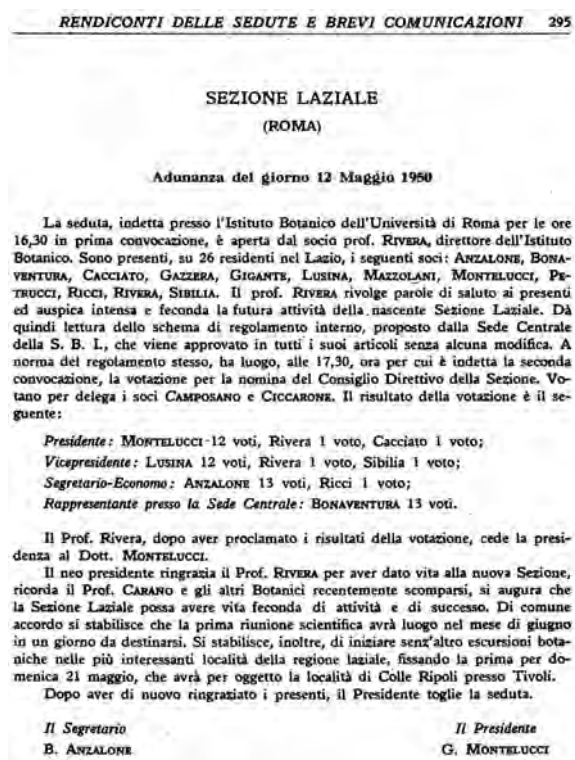 RENDICONTI DELLE SEDUTE E BREVI COMUNICAZIONI 295
SEZIONE LAZIALE
(ROMA)
Adunanza del giorno 12 Maggio 1950
La seduta, indetta presso l'Istituto Botanico dell'Università di Roma per le ore
16,30 in prima convocazione, è aperta dal socio prof. RIVERA, direttore dell'Istituto
Botanico. Sono presenti, su 26 residenti nel Lazio, i seguenti soci: ANZALONE, BONA-
VENTURA, CACCIATO, GAZZERA, GIGANTE, LUSINA, MAZZOLANI, MONTELUCCI, PE-
TRUCCI, RICCI, RIVERA, SIBILIA. Il prof. RIVERA rivolge parole di saluto ai presenti
ed auspica intensa e feconda la futura attività della nascente Sezione Laziale. Dà
quindi lettura dello schema di regolamento interno, proposto dalla Sede Centrale
della S. B. I., che viene approvato in tutti i suoi articoli senza alcuna modifica. A
norma del regolamento stesso, ha luogo, alle 17,30, ora per cui è indetta la seconda
convocazione, la votazione per la nomina del Consiglio Direttivo della Sezione. Vo-
tano per delega i soci CAMPOSANO e CICCARONE. Il risultato della votazione è il se-
guente:
Presidente: MONTELUCCI 12 voti, Rivera 1 voto, Cacciato 1 voto;
Vicepresidente: LUSINA 12 voti, Rivera 1 voto, Sibilia 1 voto;
Segretario-Economo: ANZALONE 13 voti, Ricci 1 voto;
Rappresentante presso la Sede Centrale: BONAVENTURA 13 voti.
Il Prof. Rivera, dopo aver proclamato i risultati della votazione, cede la presi-
denza al Dott. MONTELUCCI.
Il neo presidente ringrazia il Prof. RIVERA per aver dato vita alla nuova Sezione,
ricorda il Prof. CARANO e gli altri Botanici recentemente scomparsi, si augura che
la Sezione Laziale possa avere vita feconda di attività e di successo. Di comune
accordo si stabilisce che la prima riunione scientifica avrà luogo nel mese di giugno
in un giorno da destinarsi. Si stabilisce, inoltre, di iniziare senz'altro escursioni bota-
niche nelle più interessanti località della regione laziale, fissando la prima per do-
menica 21 maggio, che avrà per oggetto la località di Colle Ripoli presso Tivoli.
Dopo aver di nuovo ringraziato i presenti, il Presidente toglie la seduta.
Il Segretario Il Presidente
B. ANZALONE G. MONTELUCCI